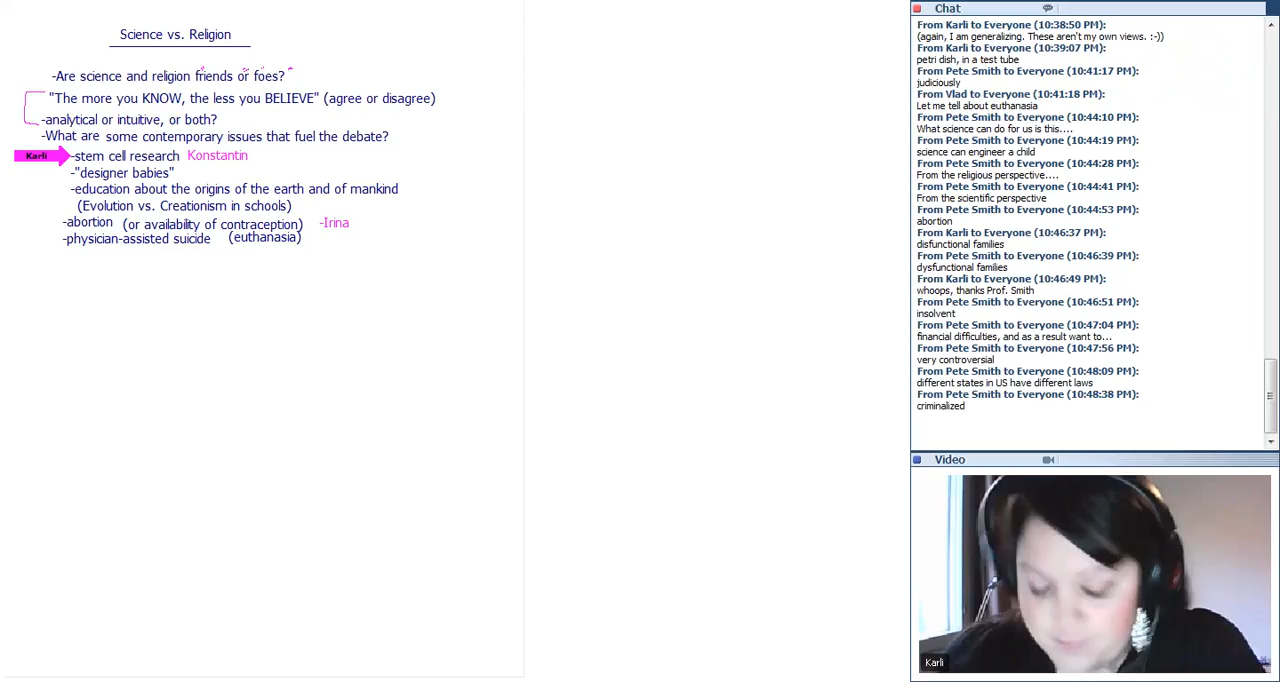 Science vs. Religion
-Are science and religion friends or foes?
"The more you KNOW, the less you BELIEVE" (agree or disagree)
-analytical or intuitive, or both?
-What are some contemporary issues that fuel the debate?
Karli
-stem cell research Konstantin
-"designer babies"
-education about the origins of the earth and of mankind
(Evolution vs. Creationism in schools)
-abortion (or availability of contraception) -Irina
-physician-assisted suicide (euthanasia)
Chat
From Karli to Everyone (10:38:50 PM):
(again, I am generalizing. These aren't my own views. :-))
From Karli to Everyone (10:39:07 PM):
petri dish, in a test tube
From Pete Smith to Everyone (10:41:17 PM):
judiciously
From Vlad to Everyone (10:41:18 PM):
Let me tell about euthanasia
From Pete Smith to Everyone (10:44:10 PM):
What science can do for us is this....
From Pete Smith to Everyone (10:44:19 PM):
science can engineer a child
From Pete Smith to Everyone (10:44:28 PM):
From the religious perspective....
From Pete Smith to Everyone (10:44:41 PM):
From the scientific perspective
From Pete Smith to Everyone (10:44:53 PM):
abortion
From Karli to Everyone (10:46:37 PM):
disfunctional families
From Pete Smith to Everyone (10:46:39 PM):
dysfunctional families
From Karli to Everyone (10:46:49 PM):
whoops, thanks Prof. Smith
From Pete Smith to Everyone (10:46:51 PM):
insolvent
From Pete Smith to Everyone (10:47:04 PM):
financial difficulties, and as a result want to...
From Pete Smith to Everyone (10:47:56 PM):
very controversial
From Pete Smith to Everyone (10:48:09 PM):
different states in US have different laws
From Pete Smith to Everyone (10:48:38 PM):
criminalized
Video
Karli